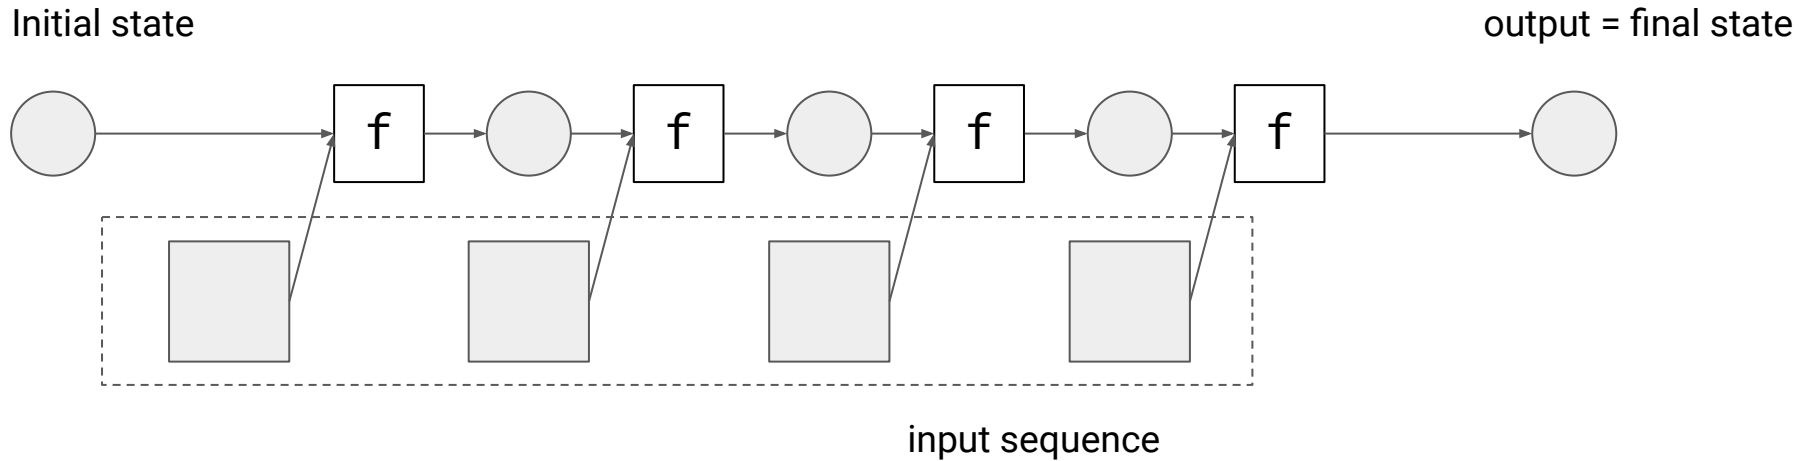 Initial state
output = final state
f
f
f
f
input sequence